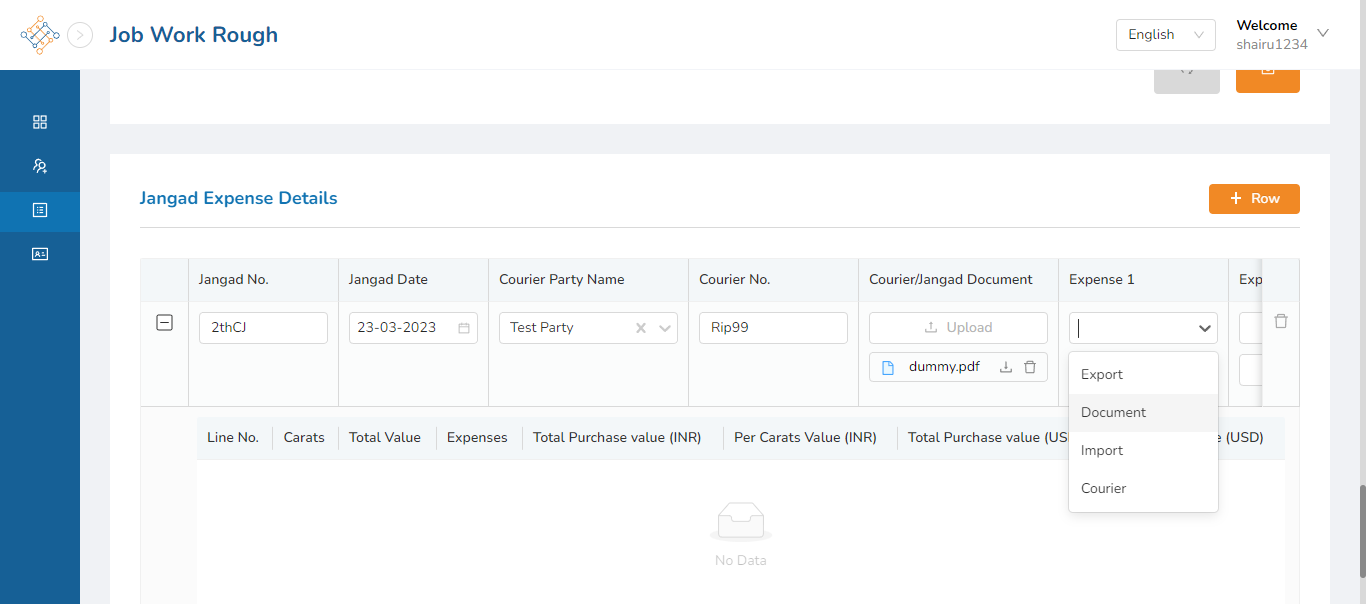 Job Work Rough
English
Welcome
shairu1234
Jangad Expense Details
Row
Jangad No.
Jangad Date
Courier Party Name
Courier No.
Courier/Jangad Document
Expense 1
Exp
2thCJ
23-03-2023
Test Party
Rip99
Upload
dummy.pdf
Export
Document
Import
Courier
Line No.
Carats
Total Value
Expenses
Total Purchase value (INR)
Per Carats Value (INR)
Total Purchase value (US
(USD)
No Data